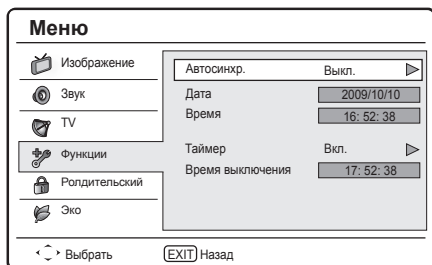 Меню
Изображение
Звук
TV
Функции
Ролдительский
Эко
Автосинхр. Выкл.
Дата 2009/10/10
Время 16: 52: 38
Таймер Вкл.
Время выключения 17: 52: 38
Выбрать EXIT Назад